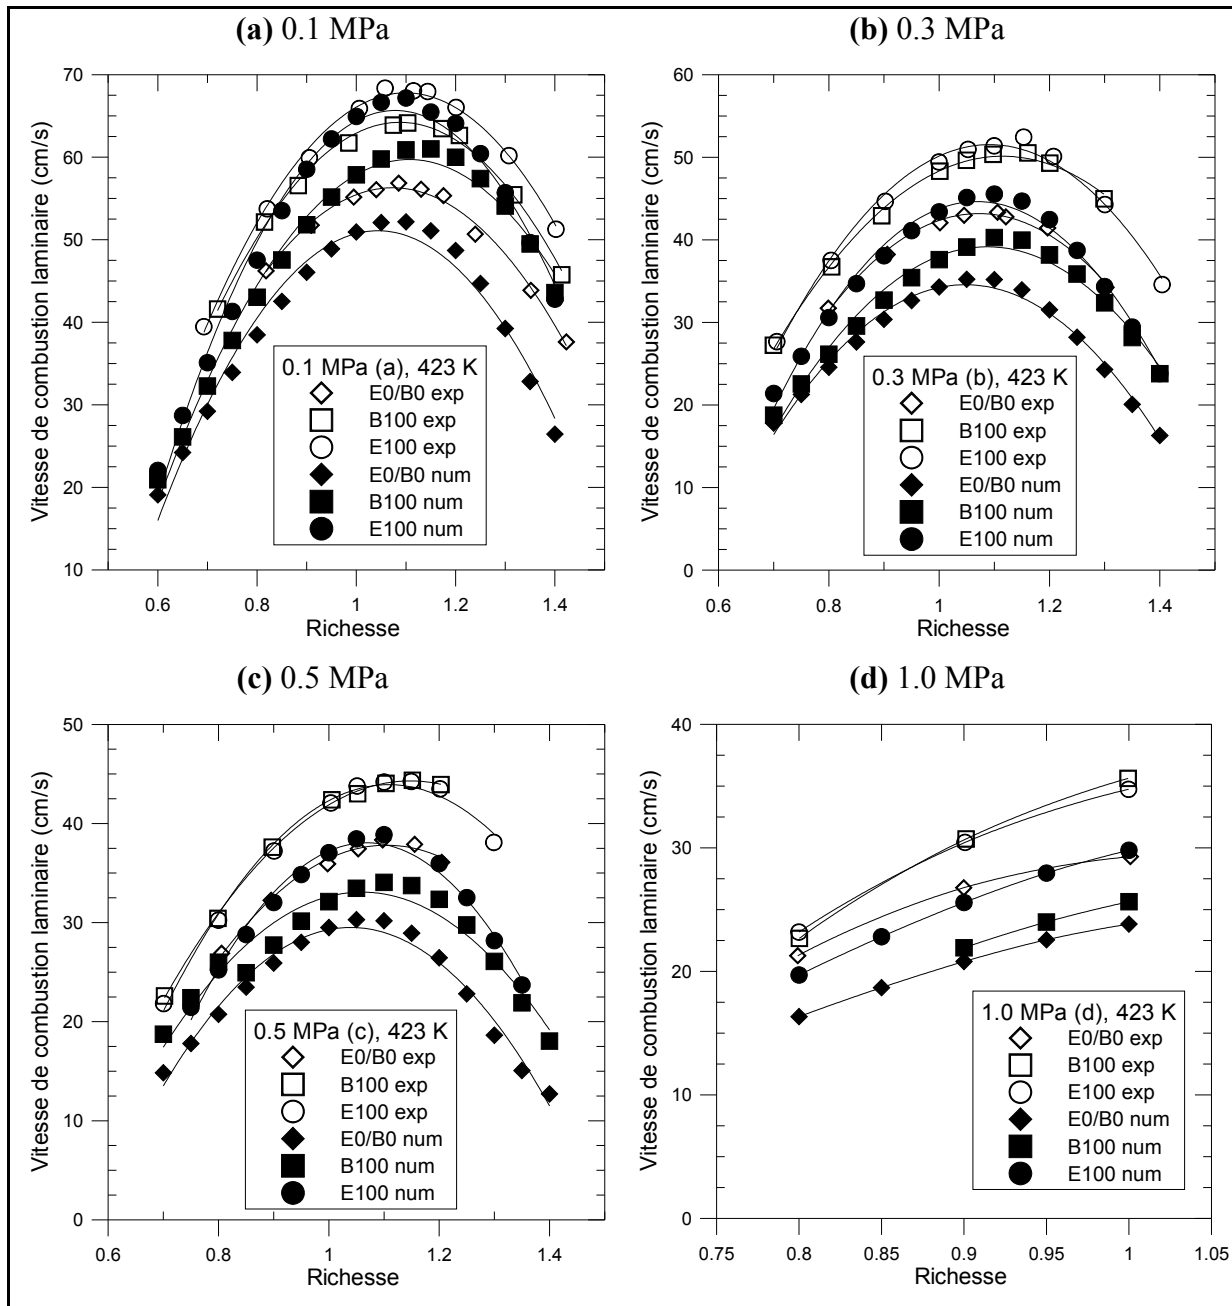 (a) 0.1 MPa
70
60
50
40
30
20
10
Vitesse de combustion laminaire (cm/s)
0.1 MPa (a), 423 K
E0/B0 exp
B100 exp
E100 exp
E0/B0 num
B100 num
E100 num
0.6 0.8 1 1.2 1.4
Richesse
(b) 0.3 MPa
60
50
40
30
20
10
0
Vitesse de combustion laminaire (cm/s)
0.3 MPa (b), 423 K
E0/B0 exp
B100 exp
E100 exp
E0/B0 num
B100 num
E100 num
0.6 0.8 1 1.2 1.4
Richesse
(c) 0.5 MPa
50
40
30
20
10
0
Vitesse de combustion laminaire (cm/s)
0.5 MPa (c), 423 K
E0/B0 exp
B100 exp
E100 exp
E0/B0 num
B100 num
E100 num
0.6 0.8 1 1.2 1.4
Richesse
(d) 1.0 MPa
40
30
20
10
0
Vitesse de combustion laminaire (cm/s)
1.0 MPa (d), 423 K
E0/B0 exp
B100 exp
E100 exp
E0/B0 num
B100 num
E100 num
0.75 0.8 0.85 0.9 0.95 1 1.05
Richesse